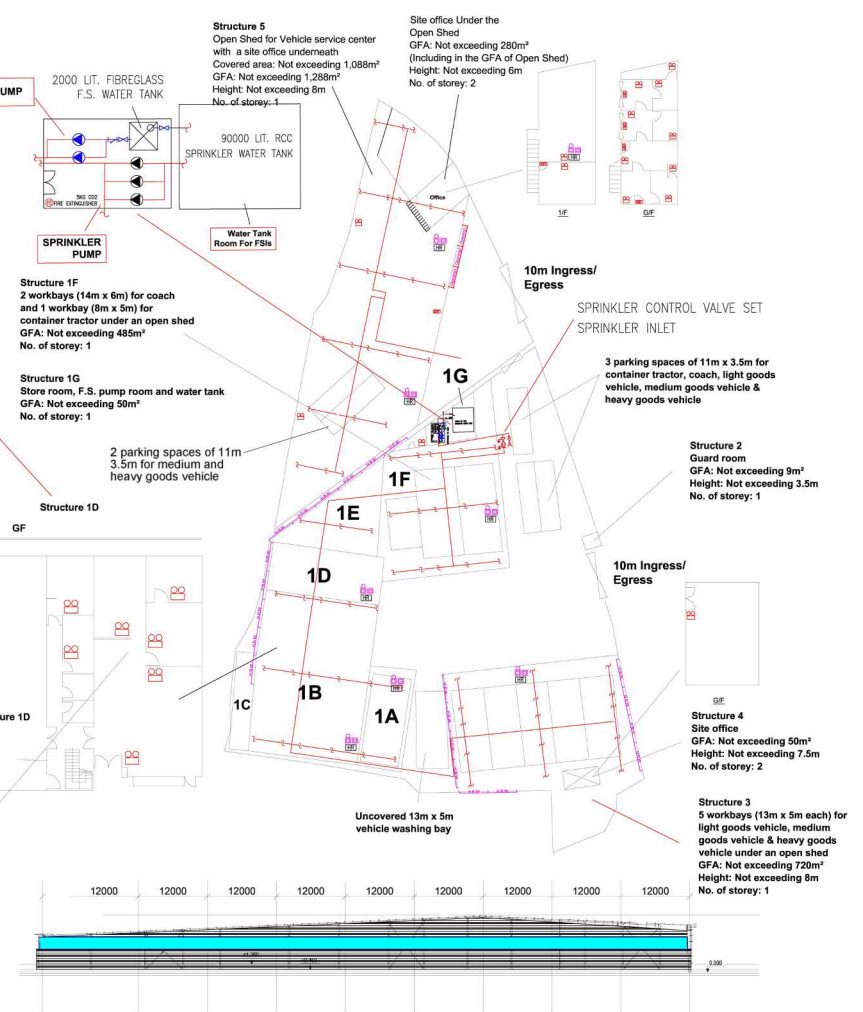 Structure 5
Open Shed for Vehicle service center
with a site office underneath
Covered area: Not exceeding 1,088m²
GFA: Not exceeding 1,288m²
Height: Not exceeding 8m
No. of storey: 1
Site office Under the
Open Shed
GFA: Not exceeding 280m²
(Including in the GFA of Open Shed)
Height: Not exceeding 6m
No. of storey: 2
UMP
2000 LIT. FIBREGLASS
F.S. WATER TANK
90000 LIT. RCC
SPRINKLER WATER TANK
5KG CO2
FIRE EXTINGUISHER
SPRINKLER
PUMP
Water Tank
Room For FSIs
Office
HR
1/F
G/F
HR
10m Ingress/
Egress
Structure 1F
2 workbays (14m x 6m) for coach
and 1 workbay (8m x 5m) for
container tractor under an open shed
GFA: Not exceeding 485m²
No. of storey: 1
SPRINKLER CONTROL VALVE SET
SPRINKLER INLET
3 parking spaces of 11m x 3.5m for
container tractor, coach, light goods
vehicle, medium goods vehicle &
heavy goods vehicle
Structure 1G
Store room, F.S. pump room and water tank
GFA: Not exceeding 50m²
No. of storey: 1
1G
HR
2 parking spaces of 11m
3.5m for medium and
heavy goods vehicle
Structure 2
Guard room
GFA: Not exceeding 9m²
Height: Not exceeding 3.5m
No. of storey: 1
1F
1E
HR
Structure 1D
GF
10m Ingress/
Egress
1D
HR
1C
1B
1A
HR
HR
HR
ure 1D
G/F
Structure 4
Site office
GFA: Not exceeding 50m²
Height: Not exceeding 7.5m
No. of storey: 2
Uncovered 13m x 5m
vehicle washing bay
Structure 3
5 workbays (13m x 5m each) for
light goods vehicle, medium
goods vehicle & heavy goods
vehicle under an open shed
GFA: Not exceeding 720m²
Height: Not exceeding 8m
No. of storey: 1
12000 12000 12000 12000 12000 12000 12000 12000 12000
0.000